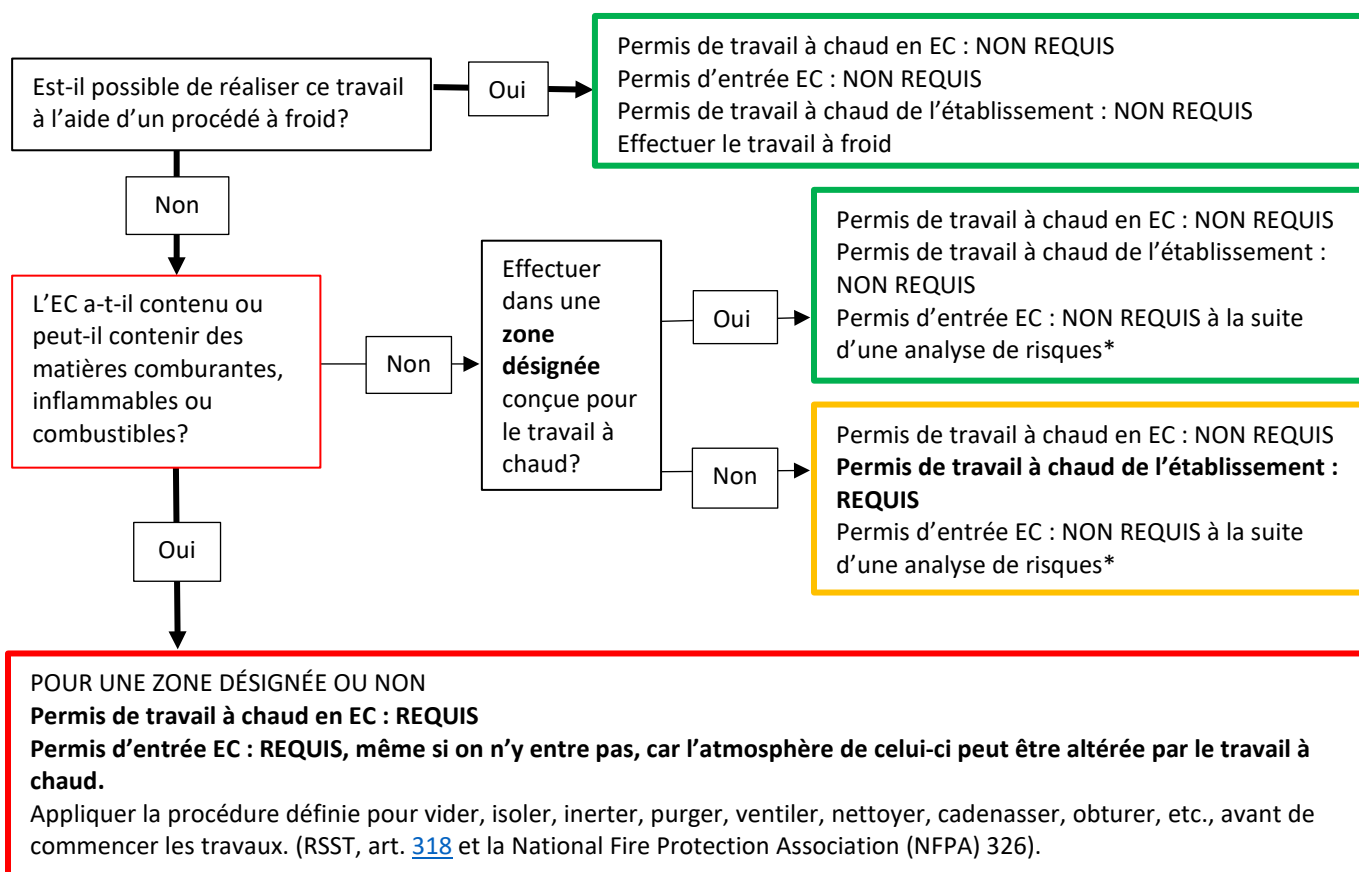 Est-il possible de réaliser ce travail
à l’aide d’un procédé à froid?
Oui
Permis de travail à chaud en EC : NON REQUIS
Permis d’entrée EC : NON REQUIS
Permis de travail à chaud de l’établissement : NON REQUIS
Effectuer le travail à froid
Non
L’EC a-t-il contenu ou
peut-il contenir des
matières comburantes,
inflammables ou
combustibles?
Non
Effectuer
dans une
zone
désignée
conçue pour
le travail à
chaud?
Oui
Permis de travail à chaud en EC : NON REQUIS
Permis de travail à chaud de l’établissement :
NON REQUIS
Permis d’entrée EC : NON REQUIS à la suite
d’une analyse de risques*
Non
Permis de travail à chaud en EC : NON REQUIS
Permis de travail à chaud de l’établissement :
REQUIS
Permis d’entrée EC : NON REQUIS à la suite
d’une analyse de risques*
Oui
POUR UNE ZONE DÉSIGNÉE OU NON
Permis de travail à chaud en EC : REQUIS
Permis d’entrée EC : REQUIS, même si on n’y entre pas, car l’atmosphère de celui-ci peut être altérée par le travail à
chaud.
Appliquer la procédure définie pour vider, isoler, inerter, purger, ventiler, nettoyer, cadenasser, obturer, etc., avant de
commencer les travaux. (RSST, art. 318 et la National Fire Protection Association (NFPA) 326).